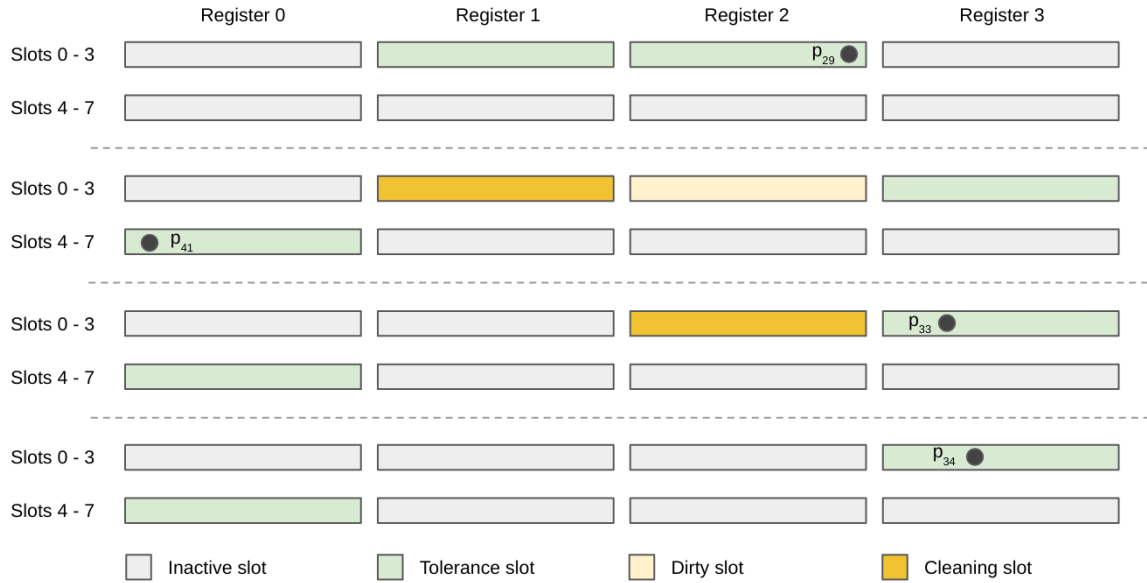 Register 0 Register 1 Register 2 Register 3
Slots 0 - 3 p29
Slots 4 - 7
Slots 0 - 3
Slots 4 - 7 p41
Slots 0 - 3 p33
Slots 4 - 7
Slots 0 - 3 p34
Slots 4 - 7
Inactive slot Tolerance slot Dirty slot Cleaning slot